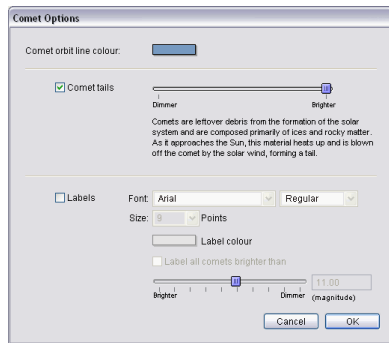 Comet Options
Comet orbit line colour:
Comet tails
Dimmer Brighter
Comets are leftover debris from the formation of the solar
system and are composed primarily of ices and rocky matter.
As it approaches the Sun, this material heats up and is blown
off the comet by the solar wind, forming a tail.
Labels Font: Arial Regular
Size: 9 Points
Label colour
Label all comets brighter than
11.00
Brighter Dimmer (magnitude)
Cancel OK